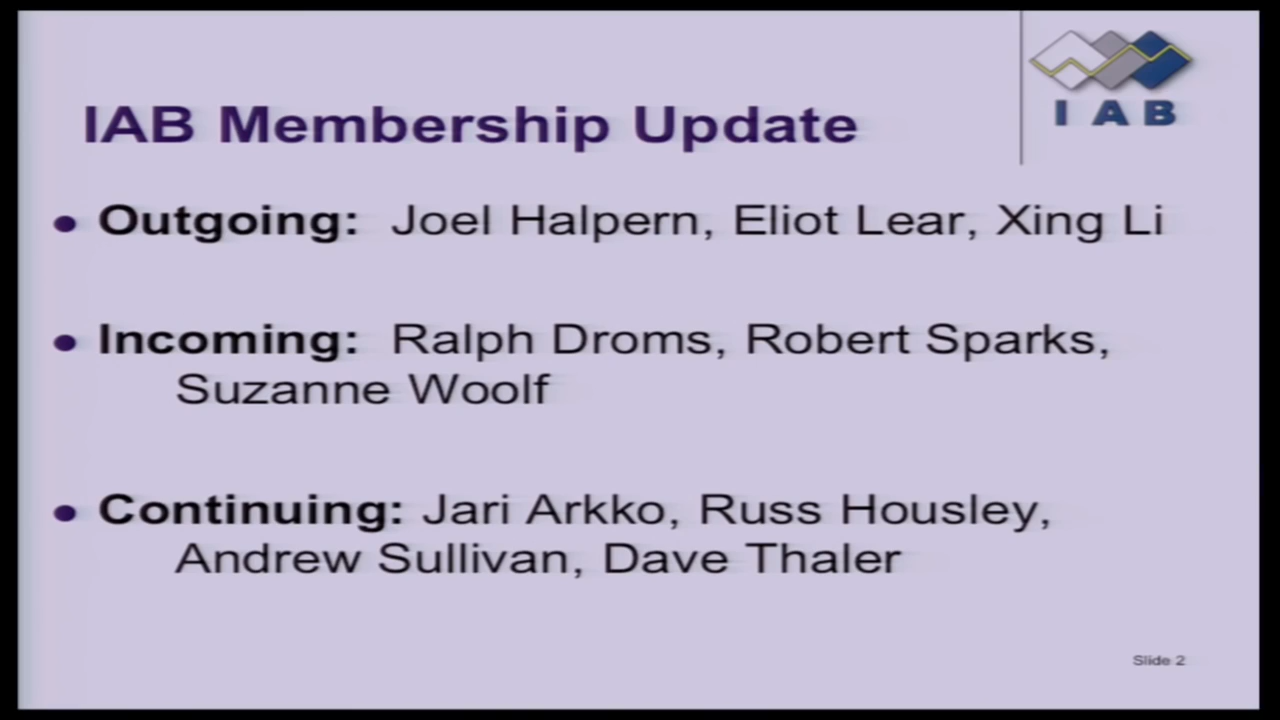 IAB
IAB Membership Update
• Outgoing: Joel Halpern, Eliot Lear, Xing Li
• Incoming: Ralph Droms, Robert Sparks,
Suzanne Woolf
• Continuing: Jari Arkko, Russ Housley,
Andrew Sullivan, Dave Thaler
Slide 2